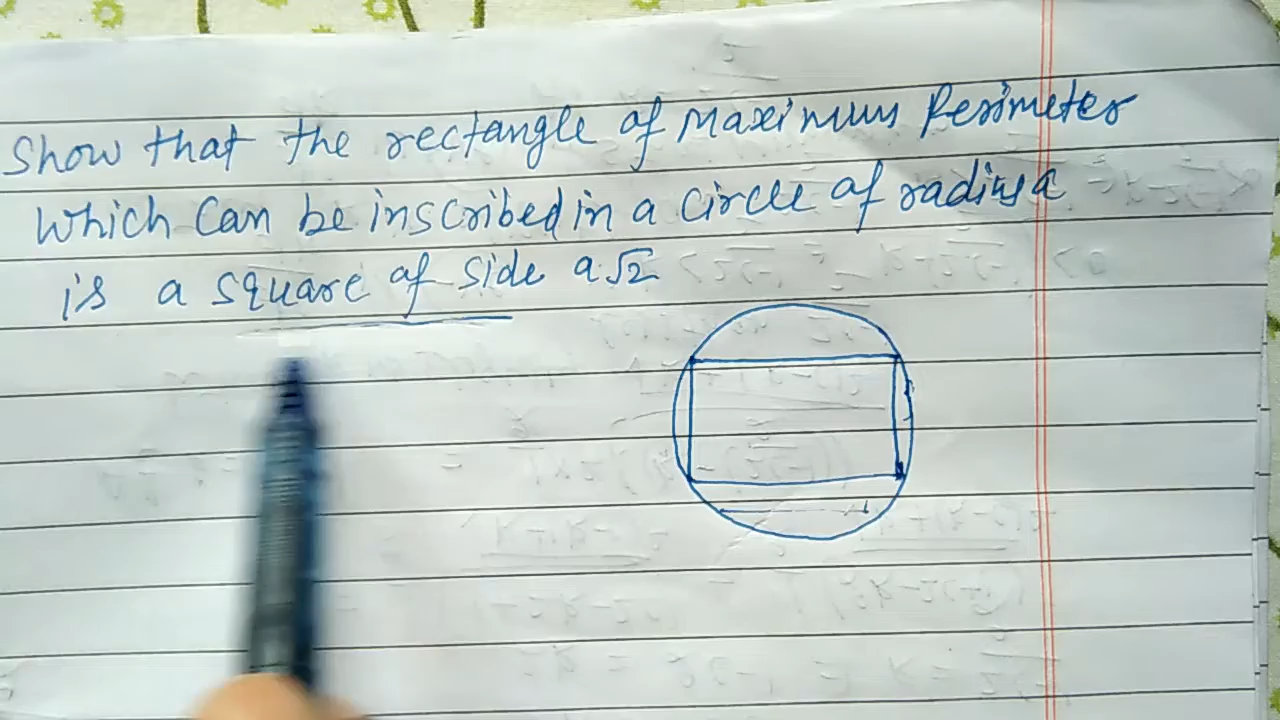 Show that the rectangle of Maximum Perimeter
which can be inscribed in a circle of radius a
is a square of side a√2